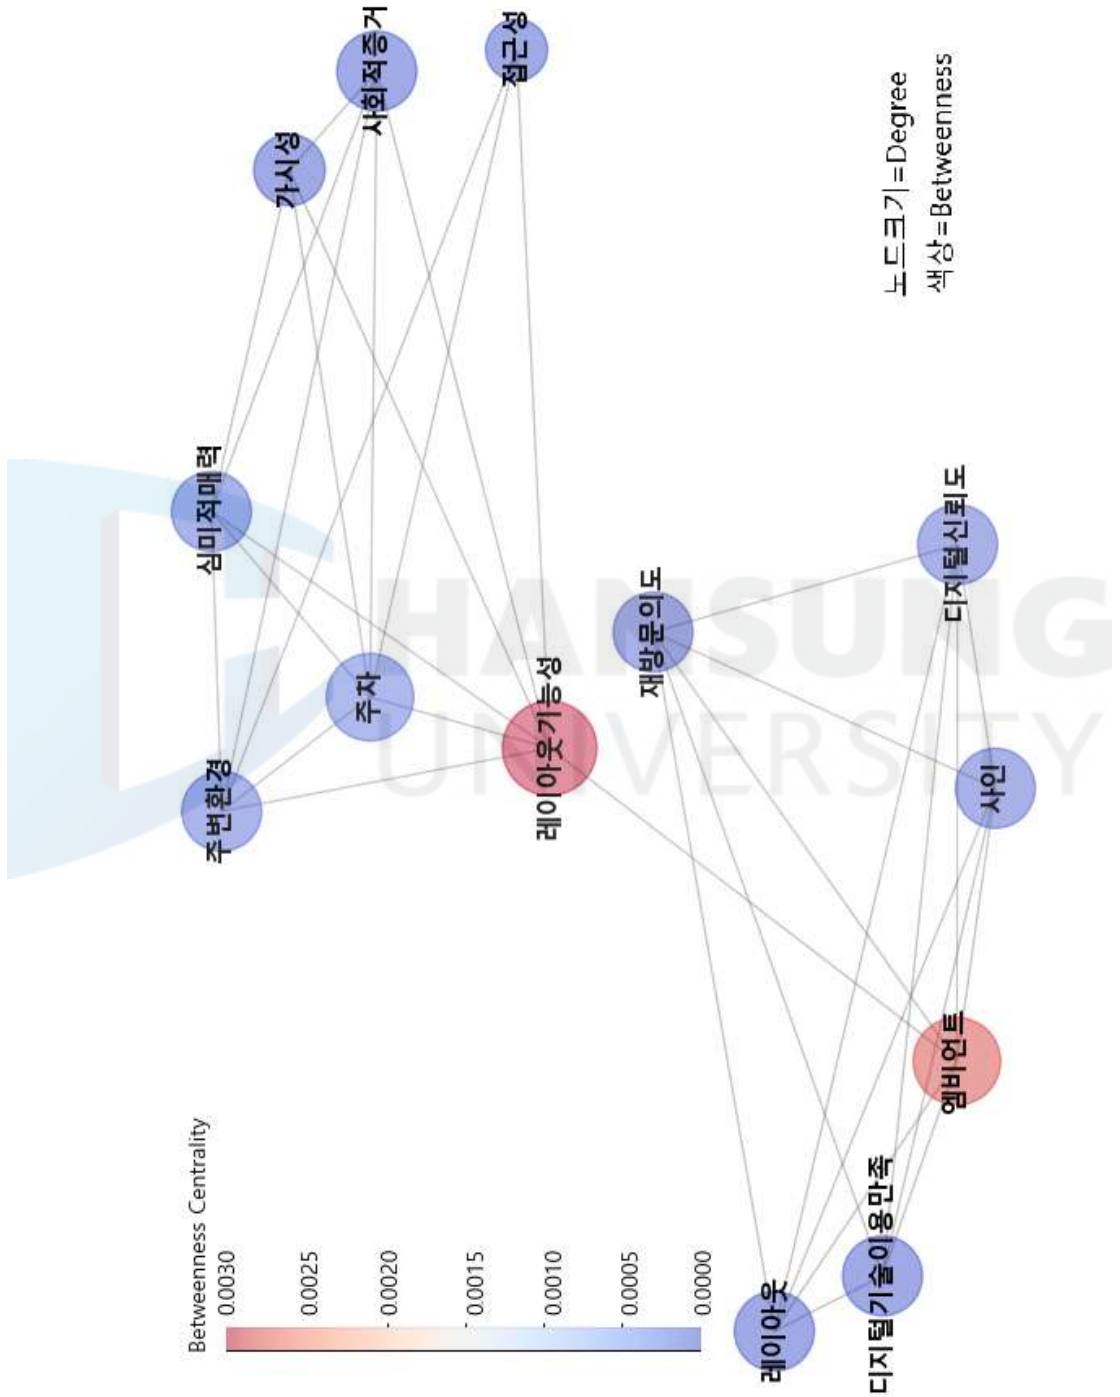 Betweenness Centrality
0.0030
0.0025
0.0020
0.0015
0.0010
0.0005
0.0000
주변환경
심미적매력
가시성
사회적증거
주차
접근성
레이아웃기능성
재방문의도
레이아웃
디지털기술이용만족
엠비언트
사인
디지털신뢰도
노드크기=Degree
색상=Betweenness
HANSUNG
UNIVERSITY